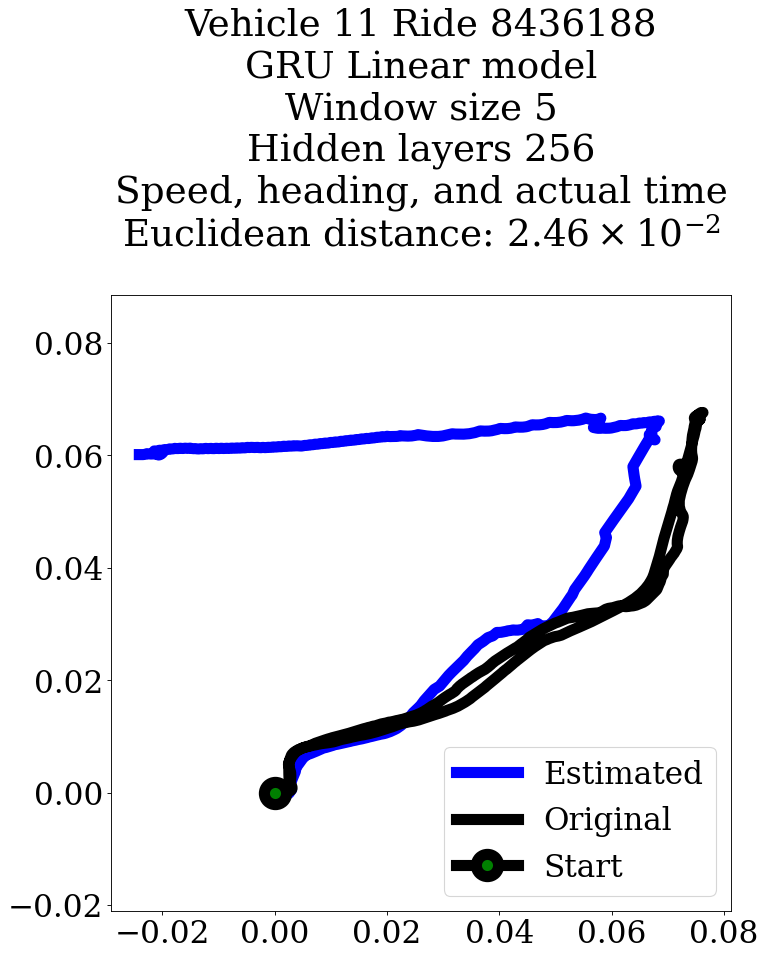 Vehicle 11 Ride 8436188
GRU Linear model
Window size 5
Hidden layers 256
Speed, heading, and actual time
Euclidean distance: 2.46 × 10⁻²
0.08
0.06
0.04
0.02
0.00
−0.02
Estimated
Original
Start
−0.02 0.00 0.02 0.04 0.06 0.08